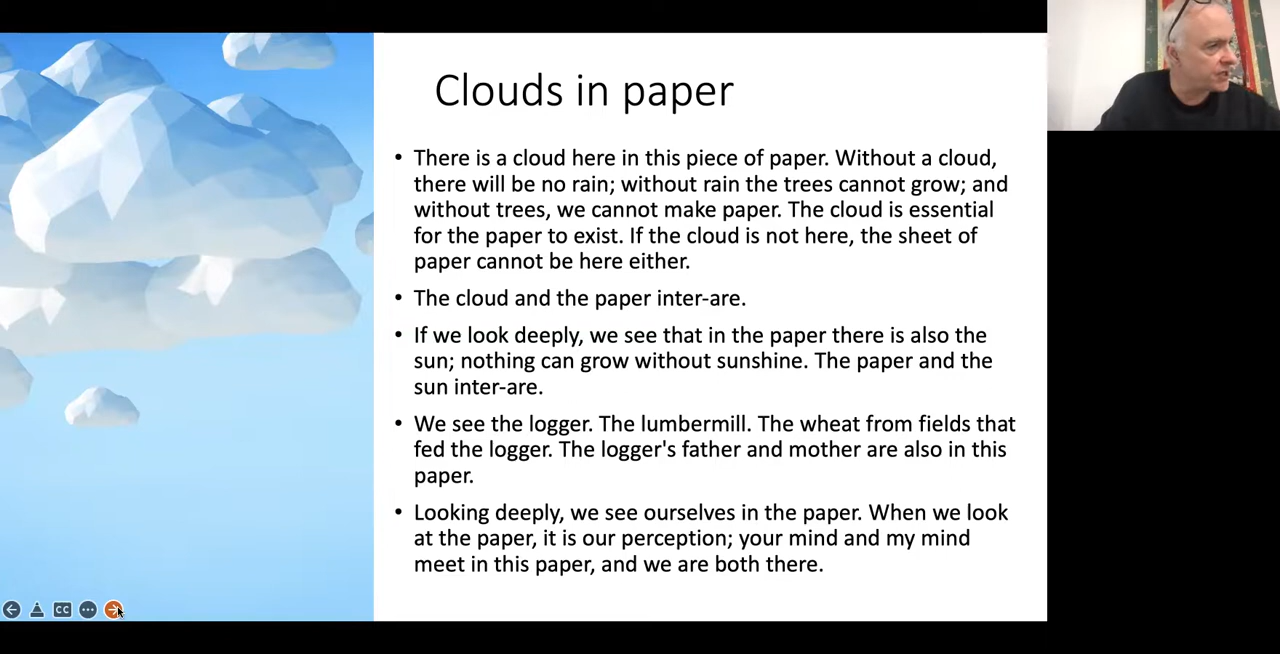 Clouds in paper
• There is a cloud here in this piece of paper. Without a cloud,
there will be no rain; without rain the trees cannot grow; and
without trees, we cannot make paper. The cloud is essential
for the paper to exist. If the cloud is not here, the sheet of
paper cannot be here either.
• The cloud and the paper inter-are.
• If we look deeply, we see that in the paper there is also the
sun; nothing can grow without sunshine. The paper and the
sun inter-are.
• We see the logger. The lumbermill. The wheat from fields that
fed the logger. The logger's father and mother are also in this
paper.
• Looking deeply, we see ourselves in the paper. When we look
at the paper, it is our perception; your mind and my mind
meet in this paper, and we are both there.
CC